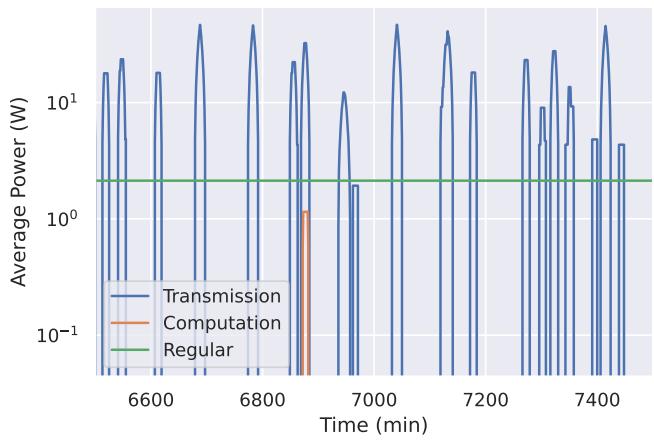 Average Power (W)
10¹
10⁰
10⁻¹
Transmission
Computation
Regular
6600 6800 7000 7200 7400
Time (min)